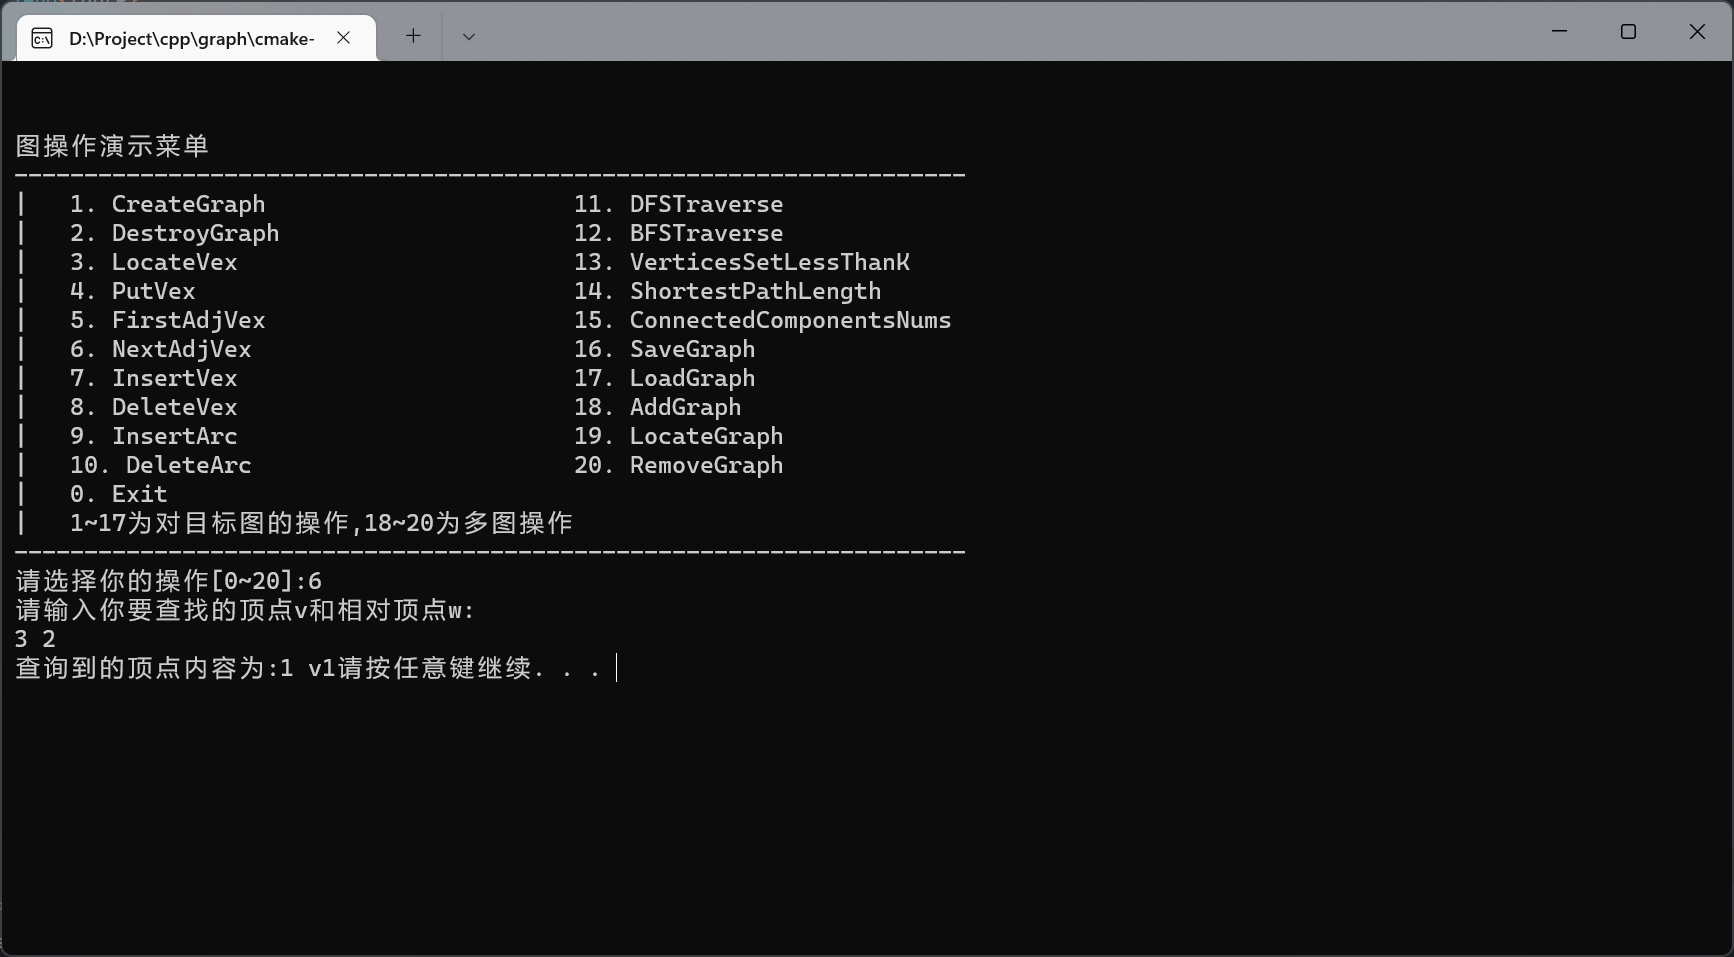 D:\Project\cpp\graph\cmake-
图操作演示菜单
--------------------------------------------------------------------
|   1. CreateGraph                      11. DFSTraverse
|   2. DestroyGraph                     12. BFSTraverse
|   3. LocateVex                        13. VerticesSetLessThanK
|   4. PutVex                           14. ShortestPathLength
|   5. FirstAdjVex                      15. ConnectedComponentsNums
|   6. NextAdjVex                       16. SaveGraph
|   7. InsertVex                        17. LoadGraph
|   8. DeleteVex                        18. AddGraph
|   9. InsertArc                        19. LocateGraph
|   10. DeleteArc                       20. RemoveGraph
|   0. Exit
|   1~17为对目标图的操作,18~20为多图操作
--------------------------------------------------------------------
请选择你的操作[0~20]:6
请输入你要查找的顶点v和相对顶点w:
3 2
查询到的顶点内容为:1 v1请按任意键继续. . .